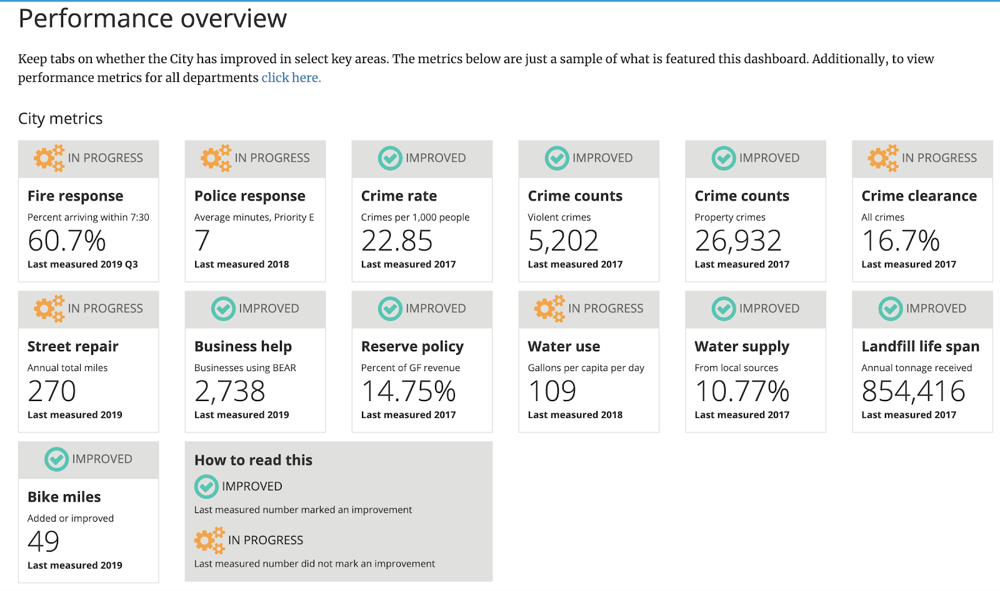 Performance overview
Keep tabs on whether the City has improved in select key areas. The metrics below are just a sample of what is featured this dashboard. Additionally, to view
performance metrics for all departments click here.
City metrics
IN PROGRESS
Fire response
Percent arriving within 7:30
60.7%
Last measured 2019 Q3
IN PROGRESS
Police response
Average minutes, Priority E
7
Last measured 2018
IMPROVED
Crime rate
Crimes per 1,000 people
22.85
Last measured 2017
IMPROVED
Crime counts
Violent crimes
5,202
Last measured 2017
IMPROVED
Crime counts
Property crimes
26,932
Last measured 2017
IN PROGRESS
Crime clearance
All crimes
16.7%
Last measured 2017
IN PROGRESS
Street repair
Annual total miles
270
Last measured 2019
IMPROVED
Business help
Businesses using BEAR
2,738
Last measured 2019
IMPROVED
Reserve policy
Percent of GF revenue
14.75%
Last measured 2017
IN PROGRESS
Water use
Gallons per capita per day
109
Last measured 2018
IMPROVED
Water supply
From local sources
10.77%
Last measured 2017
IMPROVED
Landfill life span
Annual tonnage received
854,416
Last measured 2017
IMPROVED
Bike miles
Added or improved
49
Last measured 2019
How to read this
IMPROVED
Last measured number marked an improvement
IN PROGRESS
Last measured number did not mark an improvement